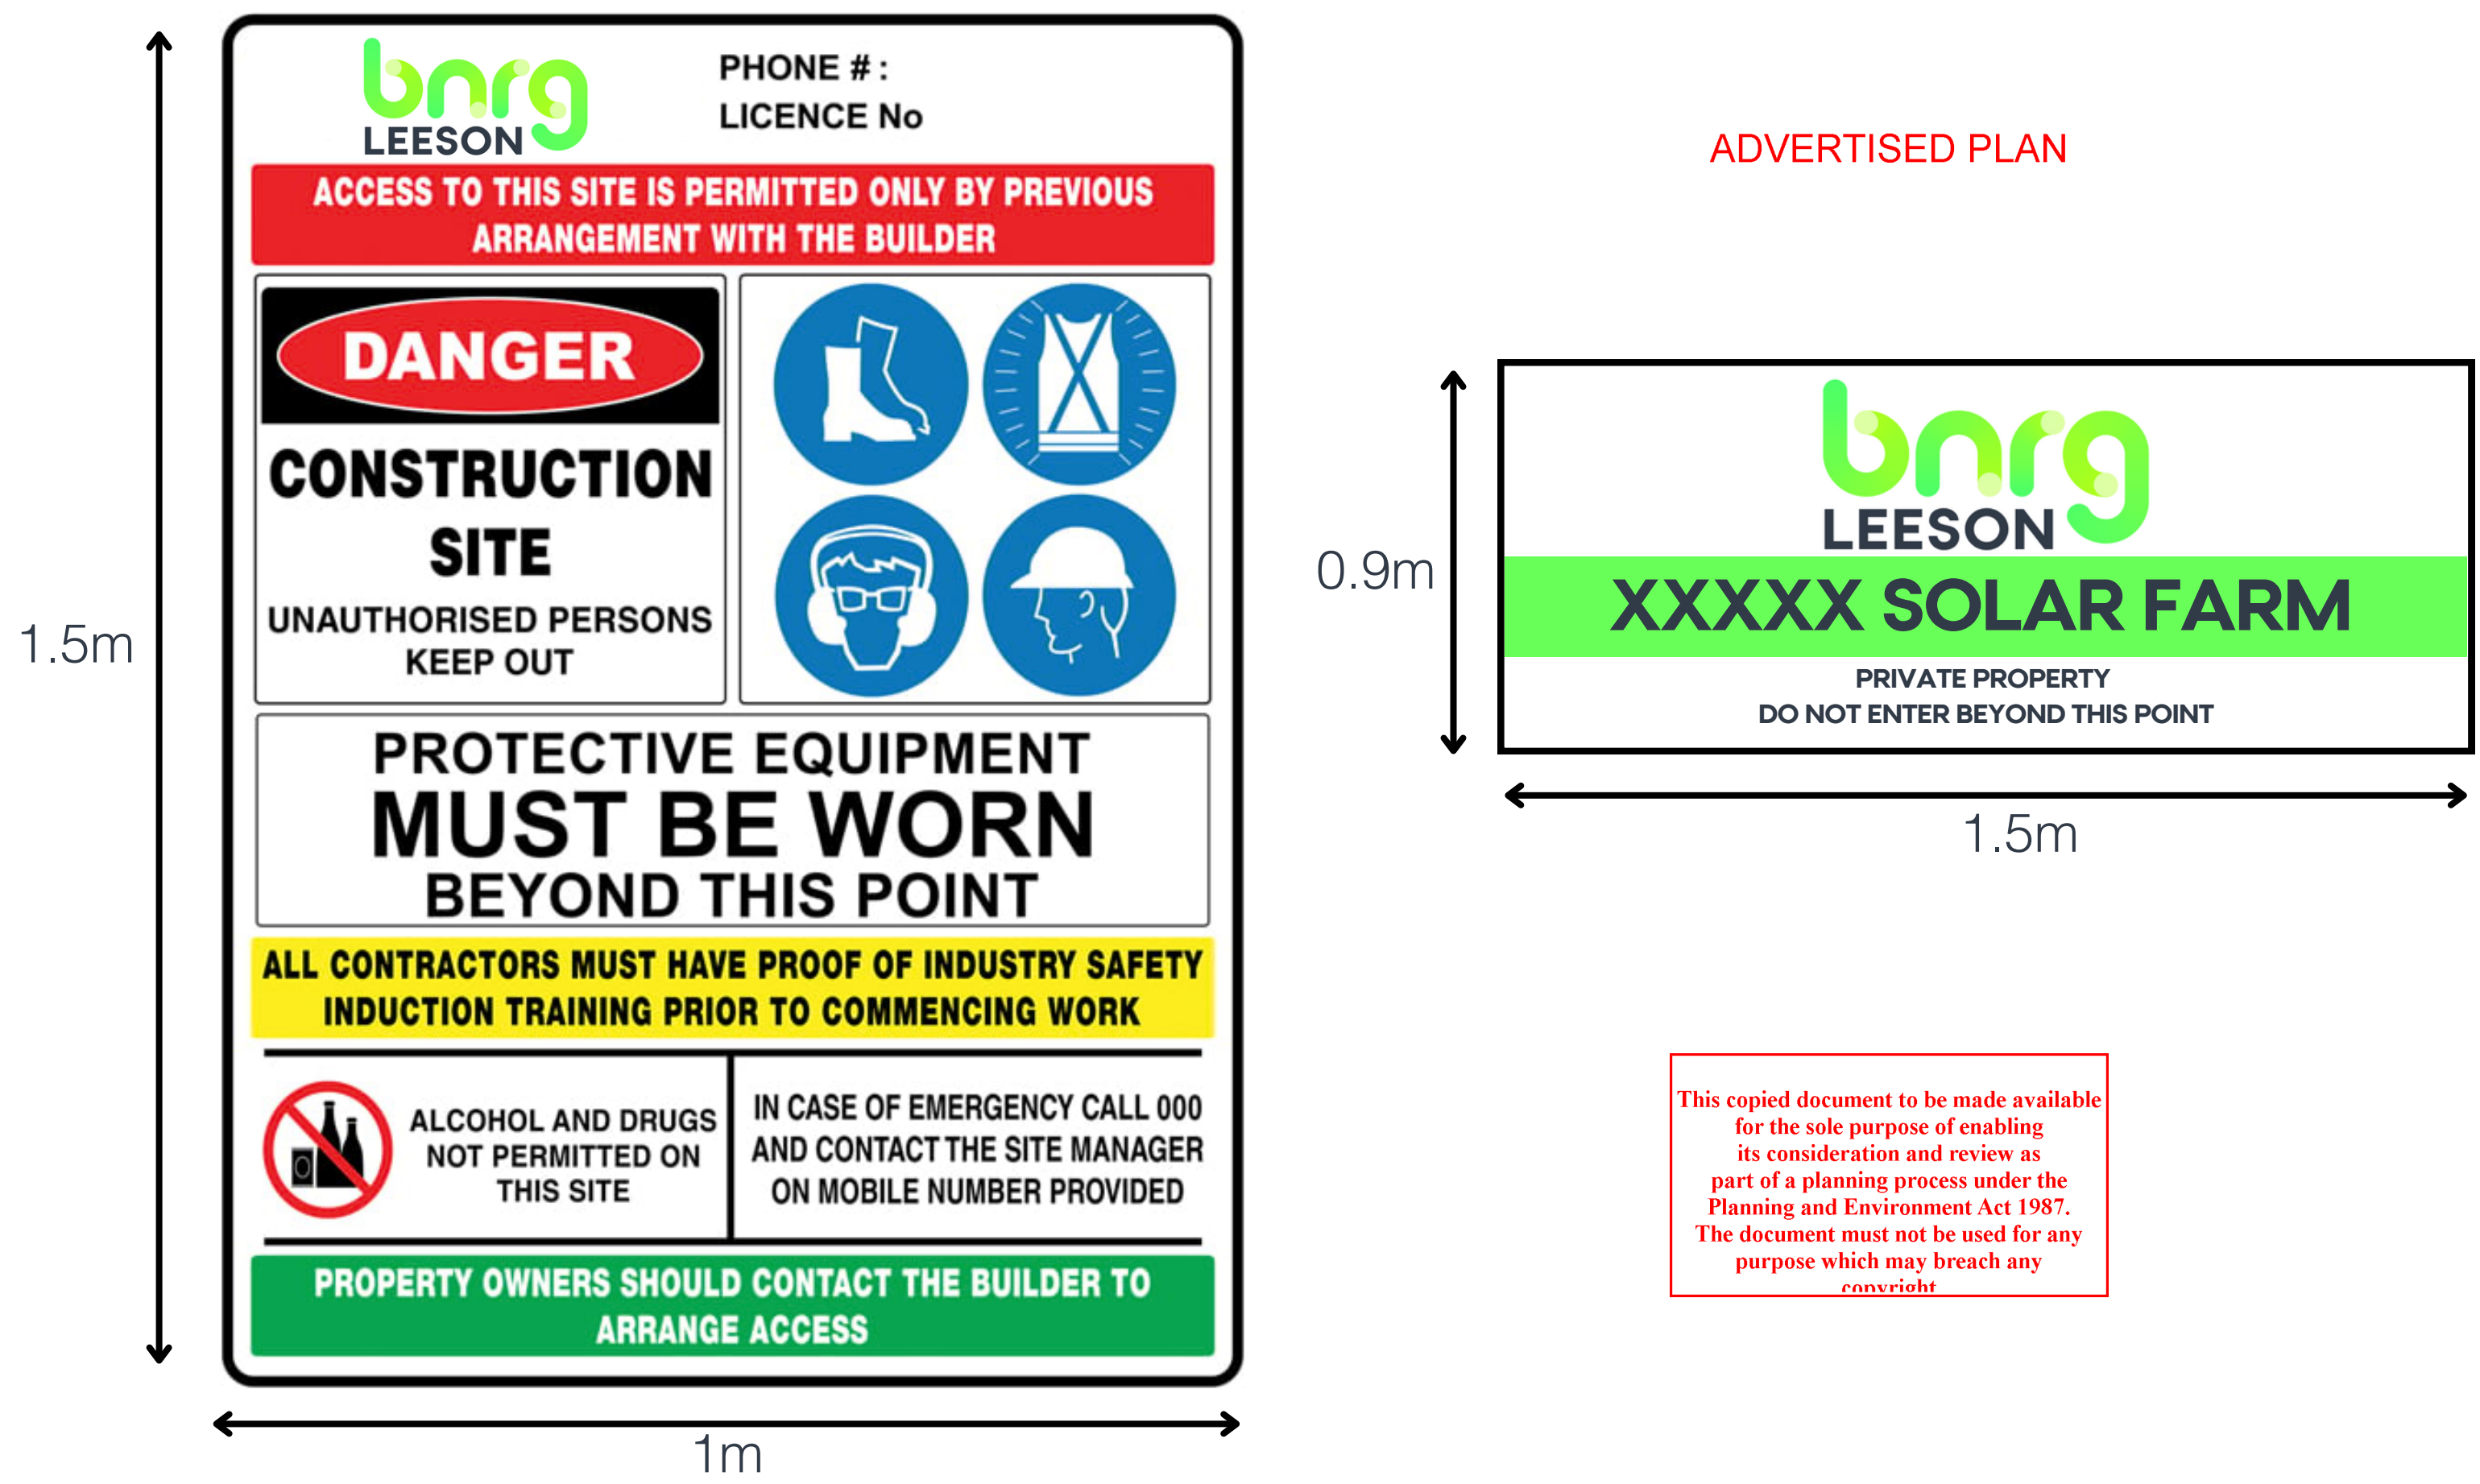 bnrg
LEESON
PHONE # :
LICENCE No
ACCESS TO THIS SITE IS PERMITTED ONLY BY PREVIOUS
ARRANGEMENT WITH THE BUILDER
DANGER
CONSTRUCTION
SITE
UNAUTHORISED PERSONS
KEEP OUT
PROTECTIVE EQUIPMENT
MUST BE WORN
BEYOND THIS POINT
ALL CONTRACTORS MUST HAVE PROOF OF INDUSTRY SAFETY
INDUCTION TRAINING PRIOR TO COMMENCING WORK
ALCOHOL AND DRUGS
NOT PERMITTED ON
THIS SITE
IN CASE OF EMERGENCY CALL 000
AND CONTACT THE SITE MANAGER
ON MOBILE NUMBER PROVIDED
PROPERTY OWNERS SHOULD CONTACT THE BUILDER TO
ARRANGE ACCESS
1.5m
1m
ADVERTISED PLAN
bnrg
LEESON
XXXXX SOLAR FARM
PRIVATE PROPERTY
DO NOT ENTER BEYOND THIS POINT
0.9m
1.5m
This copied document to be made available
for the sole purpose of enabling
its consideration and review as
part of a planning process under the
Planning and Environment Act 1987.
The document must not be used for any
purpose which may breach any
copyright